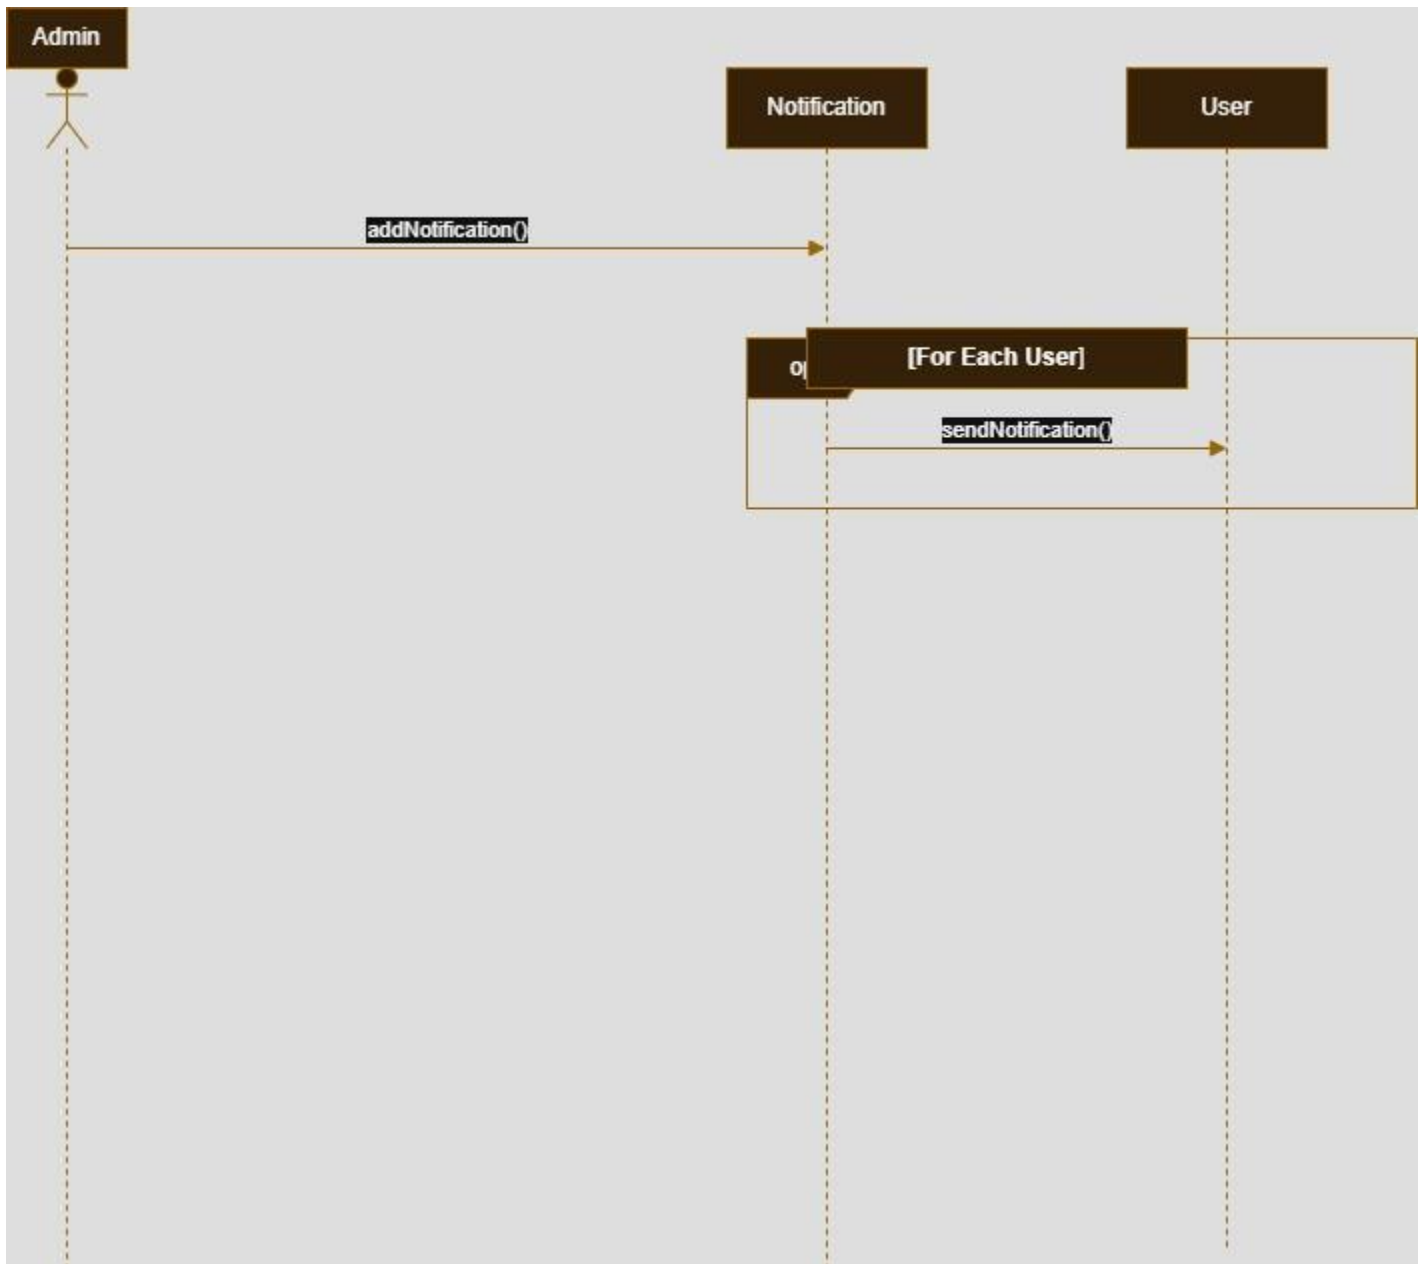 Admin
Notification
User
addNotification()
[For Each User]
sendNotification()